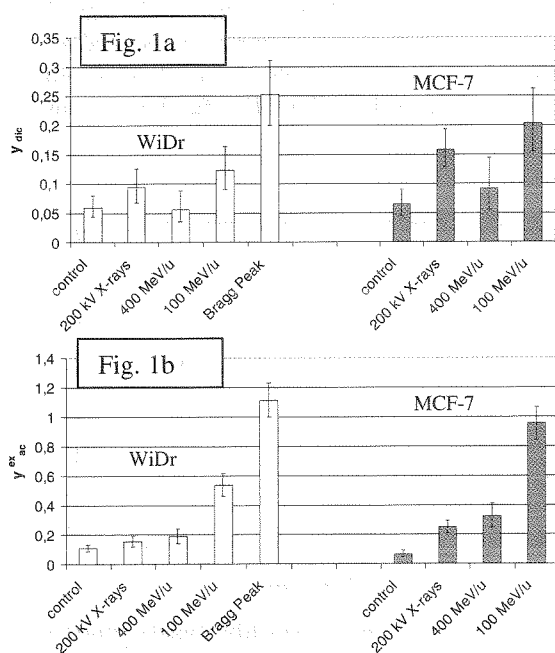 Fig. 1a
0,35
0,3
0,25
0,2
0,15
0,1
0,05
0
y dic
WiDr
MCF-7
control
200 kV X-rays
400 MeV/u
100 MeV/u
Bragg Peak
control
200 kV X-rays
400 MeV/u
100 MeV/u
Fig. 1b
1,4
1,2
1
0,8
0,6
0,4
0,2
0
y ex ac
WiDr
MCF-7
control
200 kV X-rays
400 MeV/u
100 MeV/u
Bragg Peak
control
200 kV X-rays
400 MeV/u
100 MeV/u